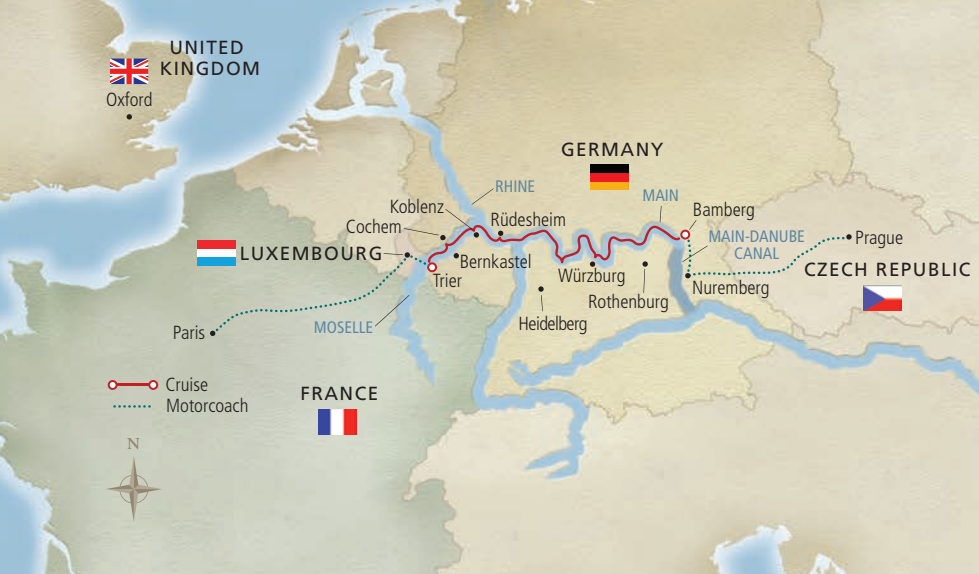 UNITED
KINGDOM
Oxford
GERMANY
RHINE
MAIN
Koblenz
Rüdesheim
Bamberg
Cochem
MAIN-DANUBE
CANAL
Prague
LUXEMBOURG
Bernkastel
Würzburg
CZECH REPUBLIC
Trier
Rothenburg
Nuremberg
Heidelberg
Paris
MOSELLE
Cruise
Motorcoach
FRANCE
N